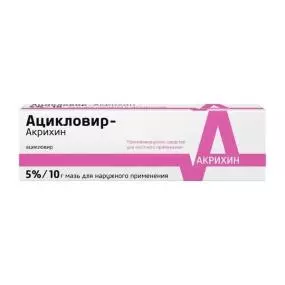 Ацикловир-
Акрихин
Противовирусное средство
для местного применения
ацикловир
АКРИХИН
5%/10 г мазь для наружного применения